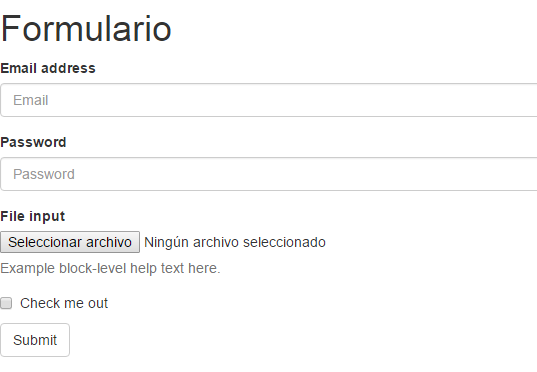 Formulario
Email address
Email
Password
Password
File input
Seleccionar archivo Ningún archivo seleccionado
Example block-level help text here.
Check me out
Submit